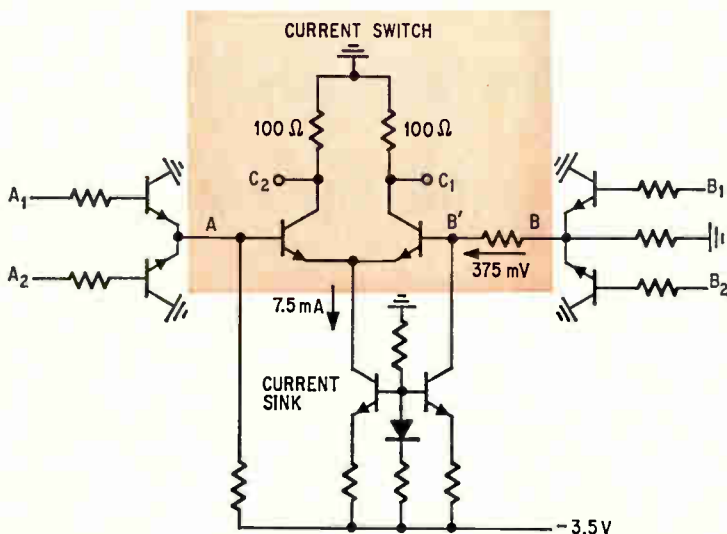 CURRENT SWITCH
100 Ω
100 Ω
C₂
C₁
A₁
A
B'
B
B₁
375 mV
A₂
B₂
7.5 mA
CURRENT
SINK
−3.5 V